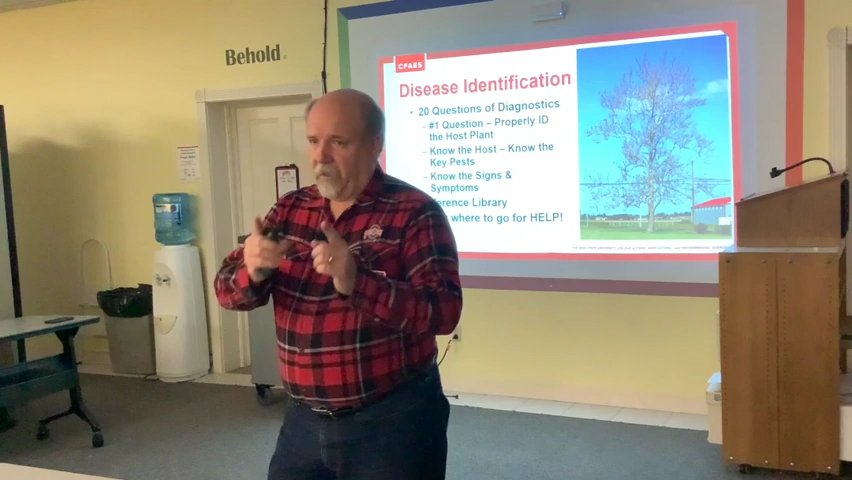 Behold.
CFAES
Disease Identification
• 20 Questions of Diagnostics
– #1 Question – Properly ID
the Host Plant
– Know the Host – Know the
Key Pests
– Know the Signs &
Symptoms
erence Library
where to go for HELP!